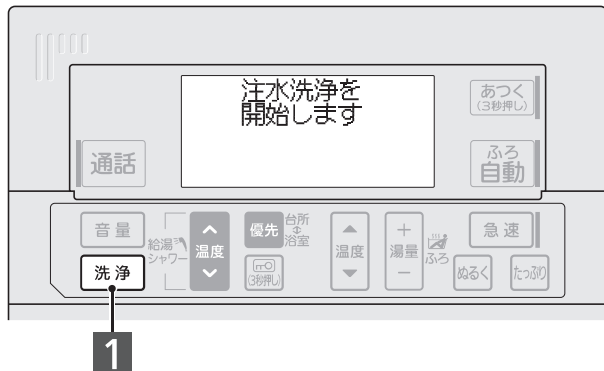 注水洗浄を
開始します
あつく
(3秒押し)
通話
ふろ
自動
音量
給湯
シャワー
温度
優先
台所
浴室
(3秒押し)
温度
+
湯量
−
ふろ
急速
洗浄
ぬるく
たっぷり
1